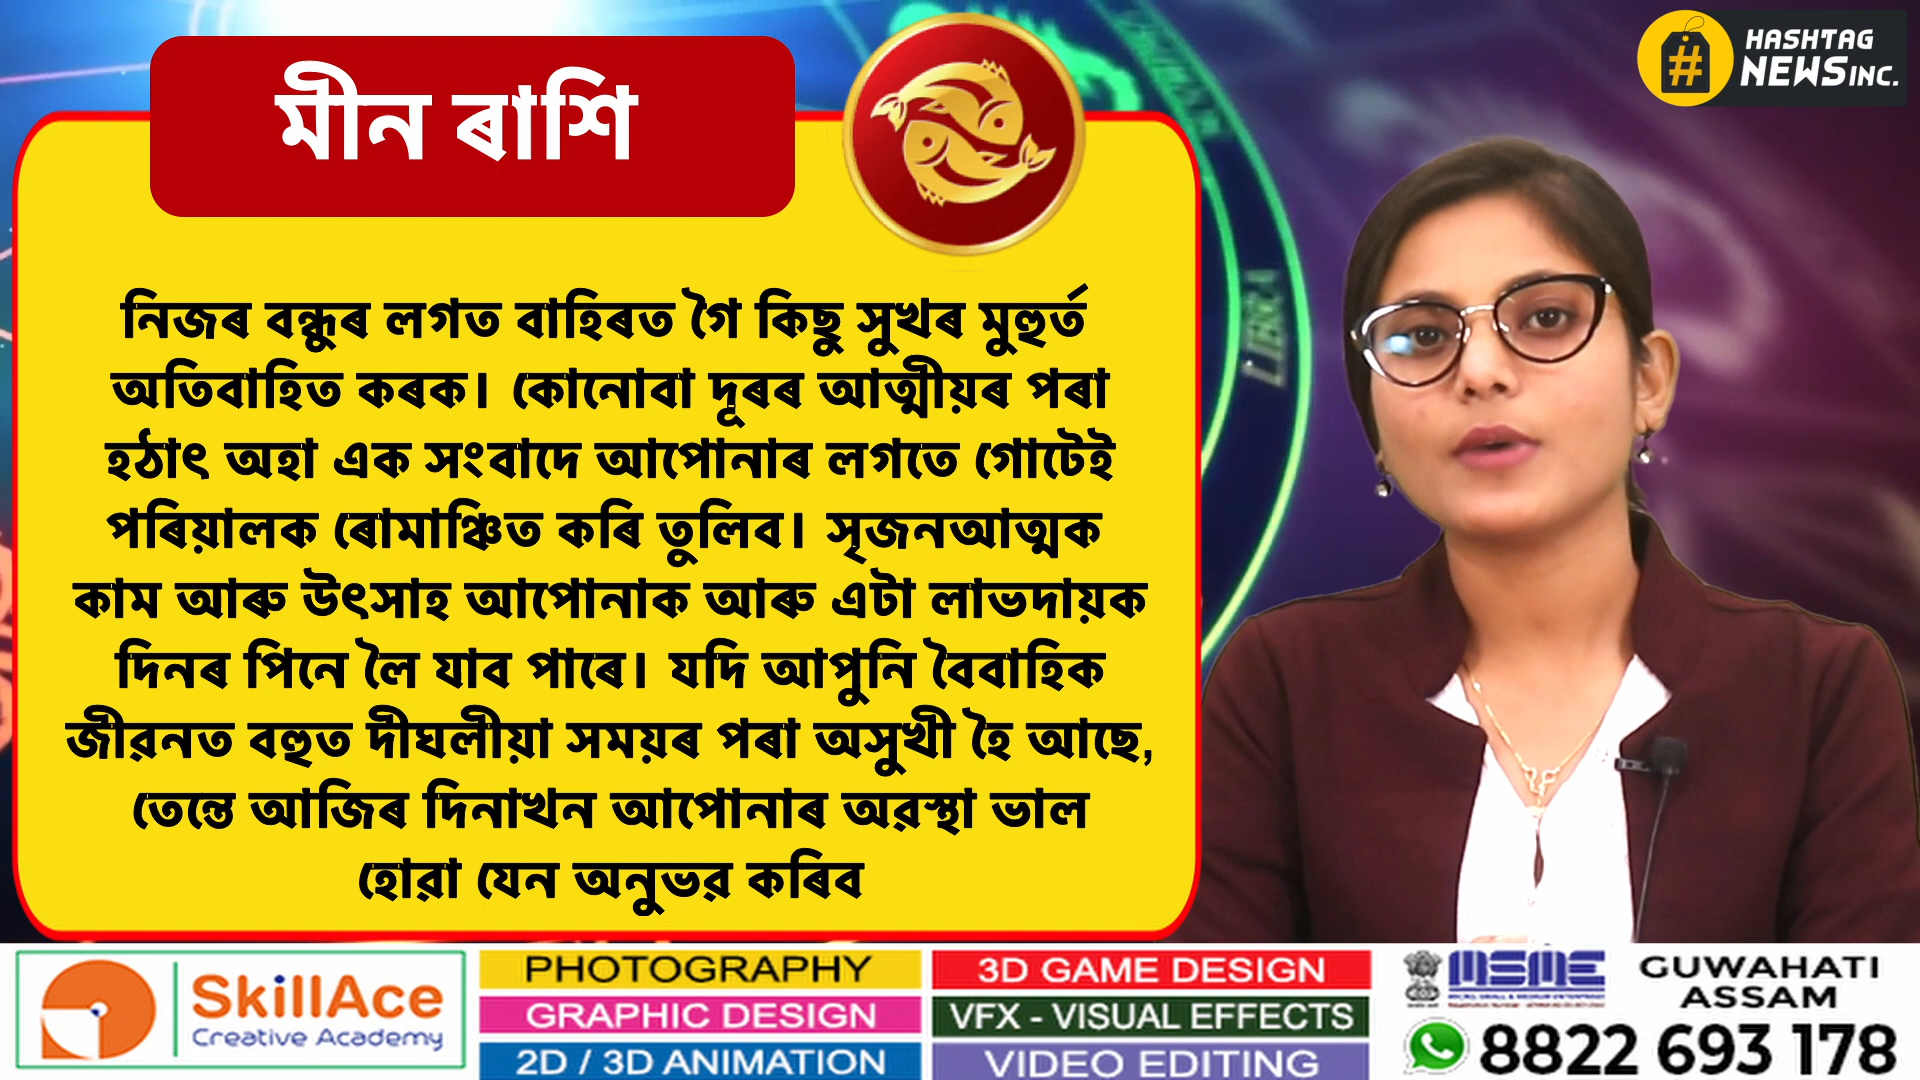 মীন ৰাশি
HASHTAG
NEWS INC.
নিজৰ বন্ধুৰ লগত বাহিৰত গৈ কিছু সুখৰ মুহুৰ্ত
অতিবাহিত কৰক। কোনোবা দূৰৰ আত্মীয়ৰ পৰা
হঠাৎ অহা এক সংবাদে আপোনাৰ লগতে গোটেই
পৰিয়ালক ৰোমাঞ্চিত কৰি তুলিব। সৃজনআত্মক
কাম আৰু উৎসাহ আপোনাক আৰু এটা লাভদায়ক
দিনৰ পিনে লৈ যাব পাৰে। যদি আপুনি বৈবাহিক
জীৱনত বহুত দীঘলীয়া সময়ৰ পৰা অসুখী হৈ আছে,
তেন্তে আজিৰ দিনাখন আপোনাৰ অৱস্থা ভাল
হোৱা যেন অনুভৱ কৰিব
LIBRA
SkillAce
Creative Academy
PHOTOGRAPHY
GRAPHIC DESIGN
2D / 3D ANIMATION
3D GAME DESIGN
VFX - VISUAL EFFECTS
VIDEO EDITING
MSME
GUWAHATI
ASSAM
8822 693 178